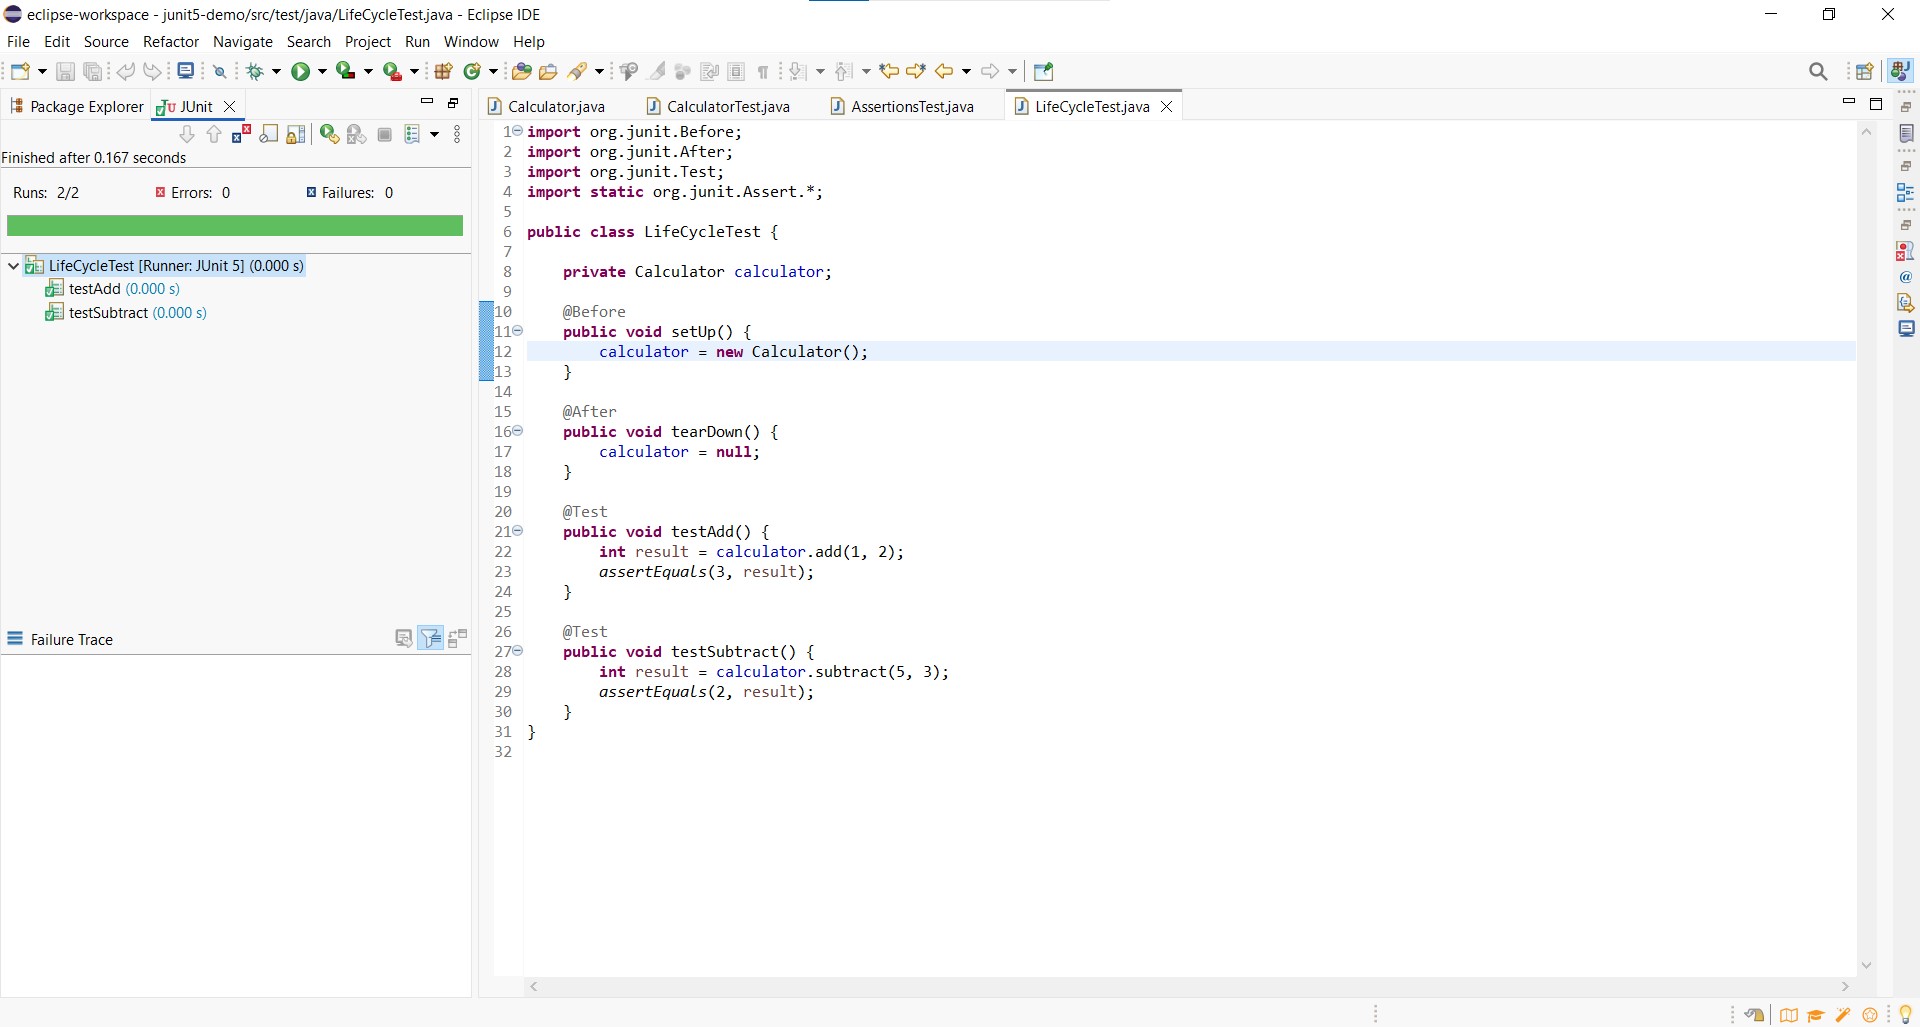 eclipse-workspace - junit5-demo/src/test/java/LifeCycleTest.java - Eclipse IDE
File Edit Source Refactor Navigate Search Project Run Window Help
Package Explorer JUnit
Calculator.java CalculatorTest.java AssertionsTest.java LifeCycleTest.java
Finished after 0.167 seconds
Runs: 2/2 Errors: 0 Failures: 0
LifeCycleTest [Runner: JUnit 5] (0.000 s)
testAdd (0.000 s)
testSubtract (0.000 s)
Failure Trace
1 import org.junit.Before;
2 import org.junit.After;
3 import org.junit.Test;
4 import static org.junit.Assert.*;
5
6 public class LifeCycleTest {
7
8 private Calculator calculator;
9
10 @Before
11 public void setUp() {
12 calculator = new Calculator();
13 }
14
15 @After
16 public void tearDown() {
17 calculator = null;
18 }
19
20 @Test
21 public void testAdd() {
22 int result = calculator.add(1, 2);
23 assertEquals(3, result);
24 }
25
26 @Test
27 public void testSubtract() {
28 int result = calculator.subtract(5, 3);
29 assertEquals(2, result);
30 }
31 }
32